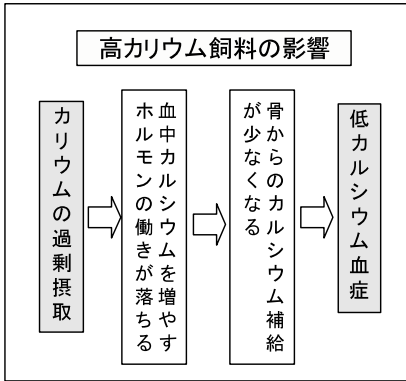 高カリウム飼料の影響
カリウムの過剰摂取
血中カルシウムを増やす
ホルモンの働きが落ちる
骨からのカルシウム補給
が少なくなる
低カルシウム血症